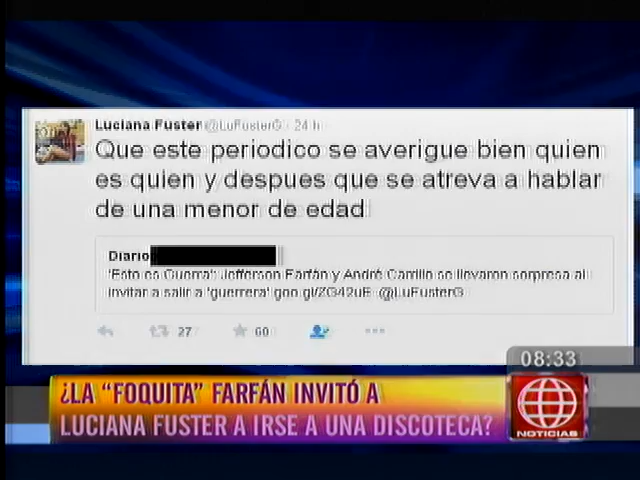 Luciana Fuster @LuFusterG · 24 h
Que este periodico se averigue bien quien
es quien y despues que se atreva a hablar
de una menor de edad
Diario
'Esto es Guerra': Jefferson Farfán y André Carrillo se llevaron sorpresa al
invitar a salir a 'guerrera' goo.gl/ZG42uE @LuFusterG
27 60
08:33
¿LA “FOQUITA” FARFÁN INVITÓ A
LUCIANA FUSTER A IRSE A UNA DISCOTECA?
NOTICIAS